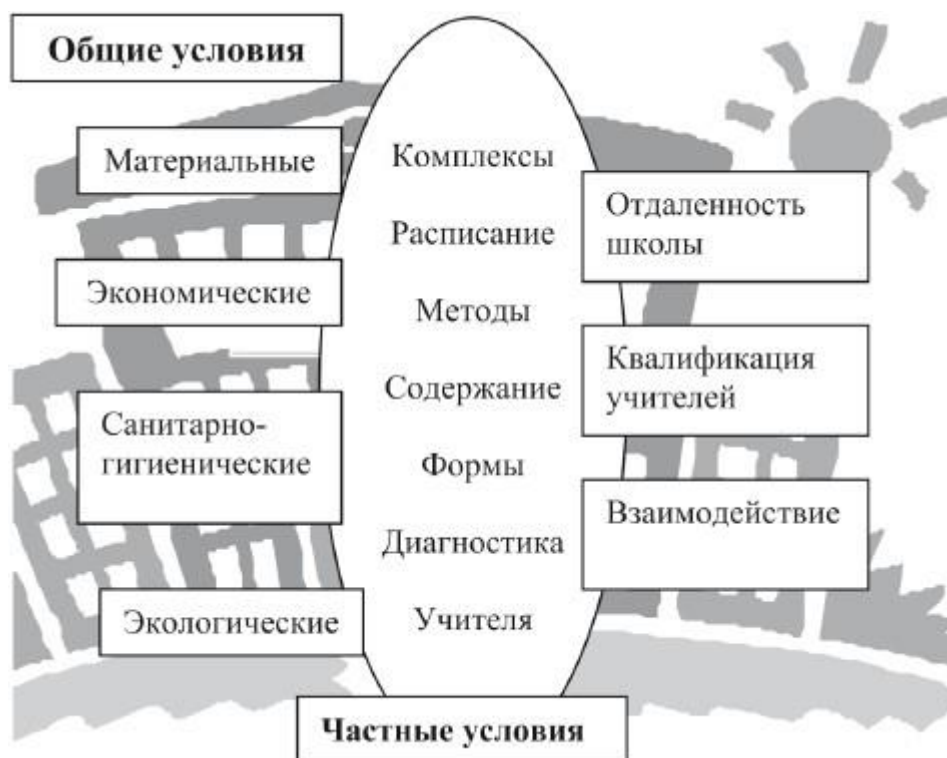 Общие условия
Материальные
Экономические
Санитарно-
гигиенические
Экологические
Комплексы
Расписание
Методы
Содержание
Формы
Диагностика
Учителя
Отдаленность
школы
Квалификация
учителей
Взаимодействие
Частные условия